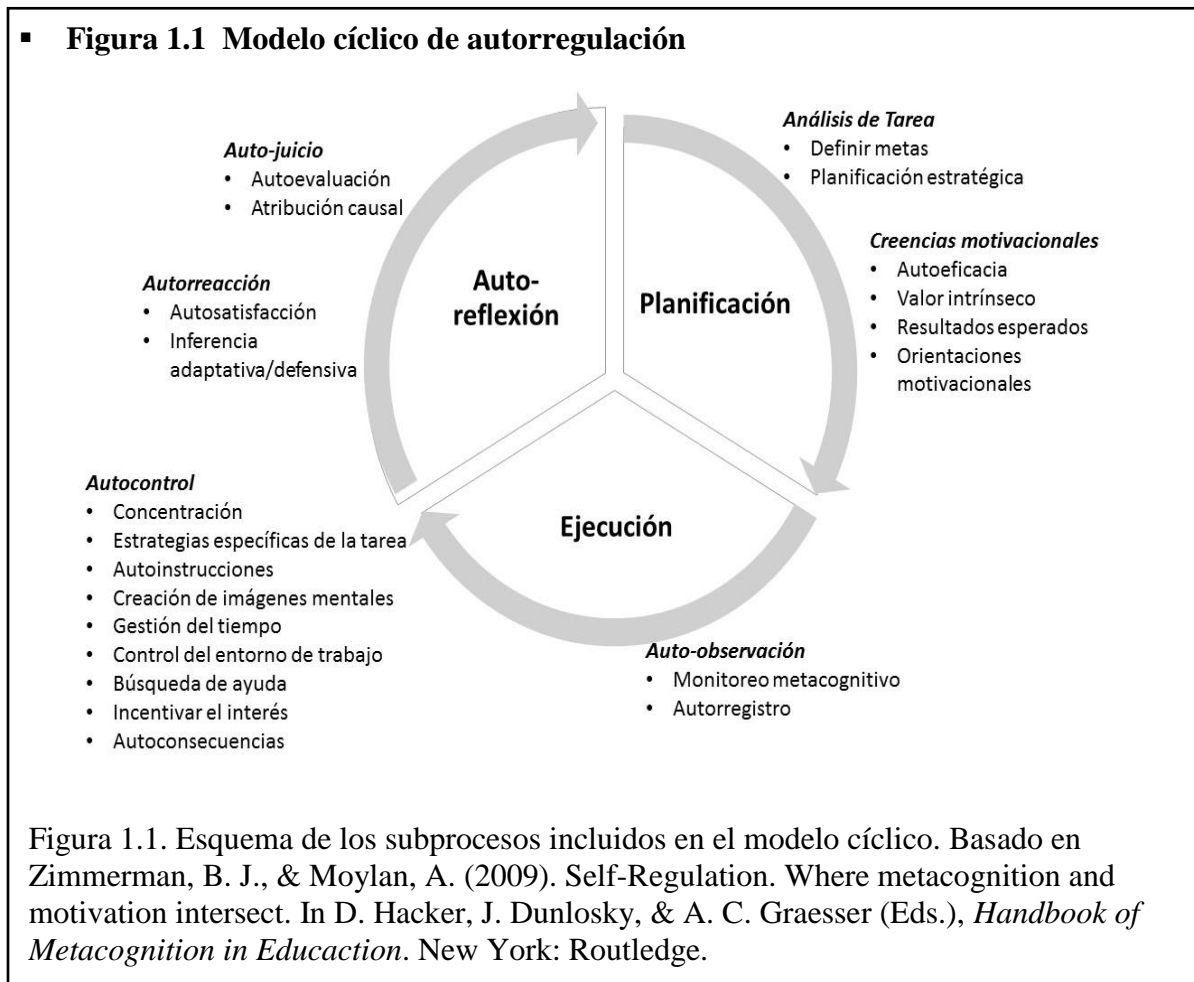 ▪ Figura 1.1 Modelo cíclico de autorregulación
Auto-juicio
• Autoevaluación
• Atribución causal
Autorreacción
• Autosatisfacción
• Inferencia
adaptativa/defensiva
Auto-
reflexión
Planificación
Análisis de Tarea
• Definir metas
• Planificación estratégica
Creencias motivacionales
• Autoeficacia
• Valor intrínseco
• Resultados esperados
• Orientaciones
motivacionales
Autocontrol
• Concentración
• Estrategias específicas de la tarea
• Autoinstrucciones
• Creación de imágenes mentales
• Gestión del tiempo
• Control del entorno de trabajo
• Búsqueda de ayuda
• Incentivar el interés
• Autoconsecuencias
Ejecución
Auto-observación
• Monitoreo metacognitivo
• Autorregistro
Figura 1.1. Esquema de los subprocesos incluidos en el modelo cíclico. Basado en
Zimmerman, B. J., & Moylan, A. (2009). Self-Regulation. Where metacognition and
motivation intersect. In D. Hacker, J. Dunlosky, & A. C. Graesser (Eds.), Handbook of
Metacognition in Educaction. New York: Routledge.